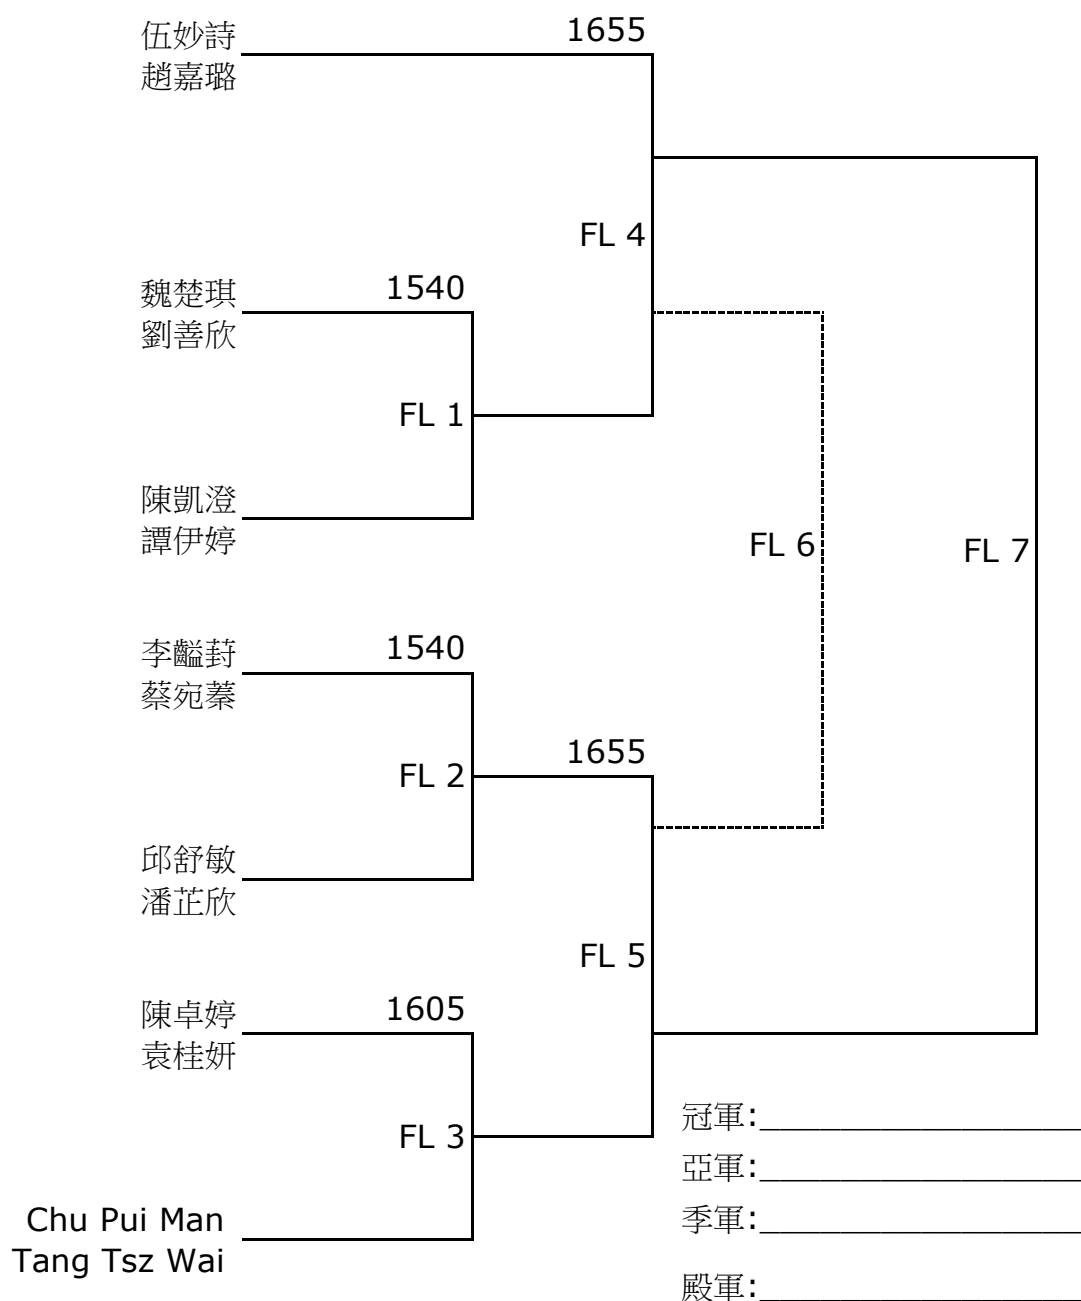 伍妙詩 1655
趙嘉璐
FL 4
魏楚琪 1540
劉善欣
FL 1
陳凱澄
譚伊婷
FL 6
FL 7
李齸葑 1540
蔡宛蓁
1655
FL 2
邱舒敏
潘芷欣
FL 5
陳卓婷 1605
袁桂妍
冠軍:
FL 3
亞軍:
Chu Pui Man
季軍:
Tang Tsz Wai
殿軍: